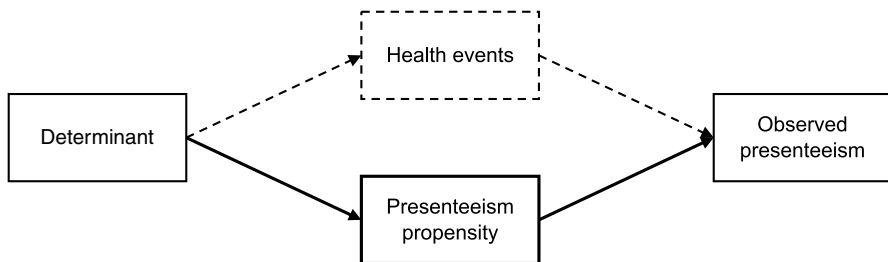 Health events
Determinant
Observed
presenteeism
Presenteeism
propensity